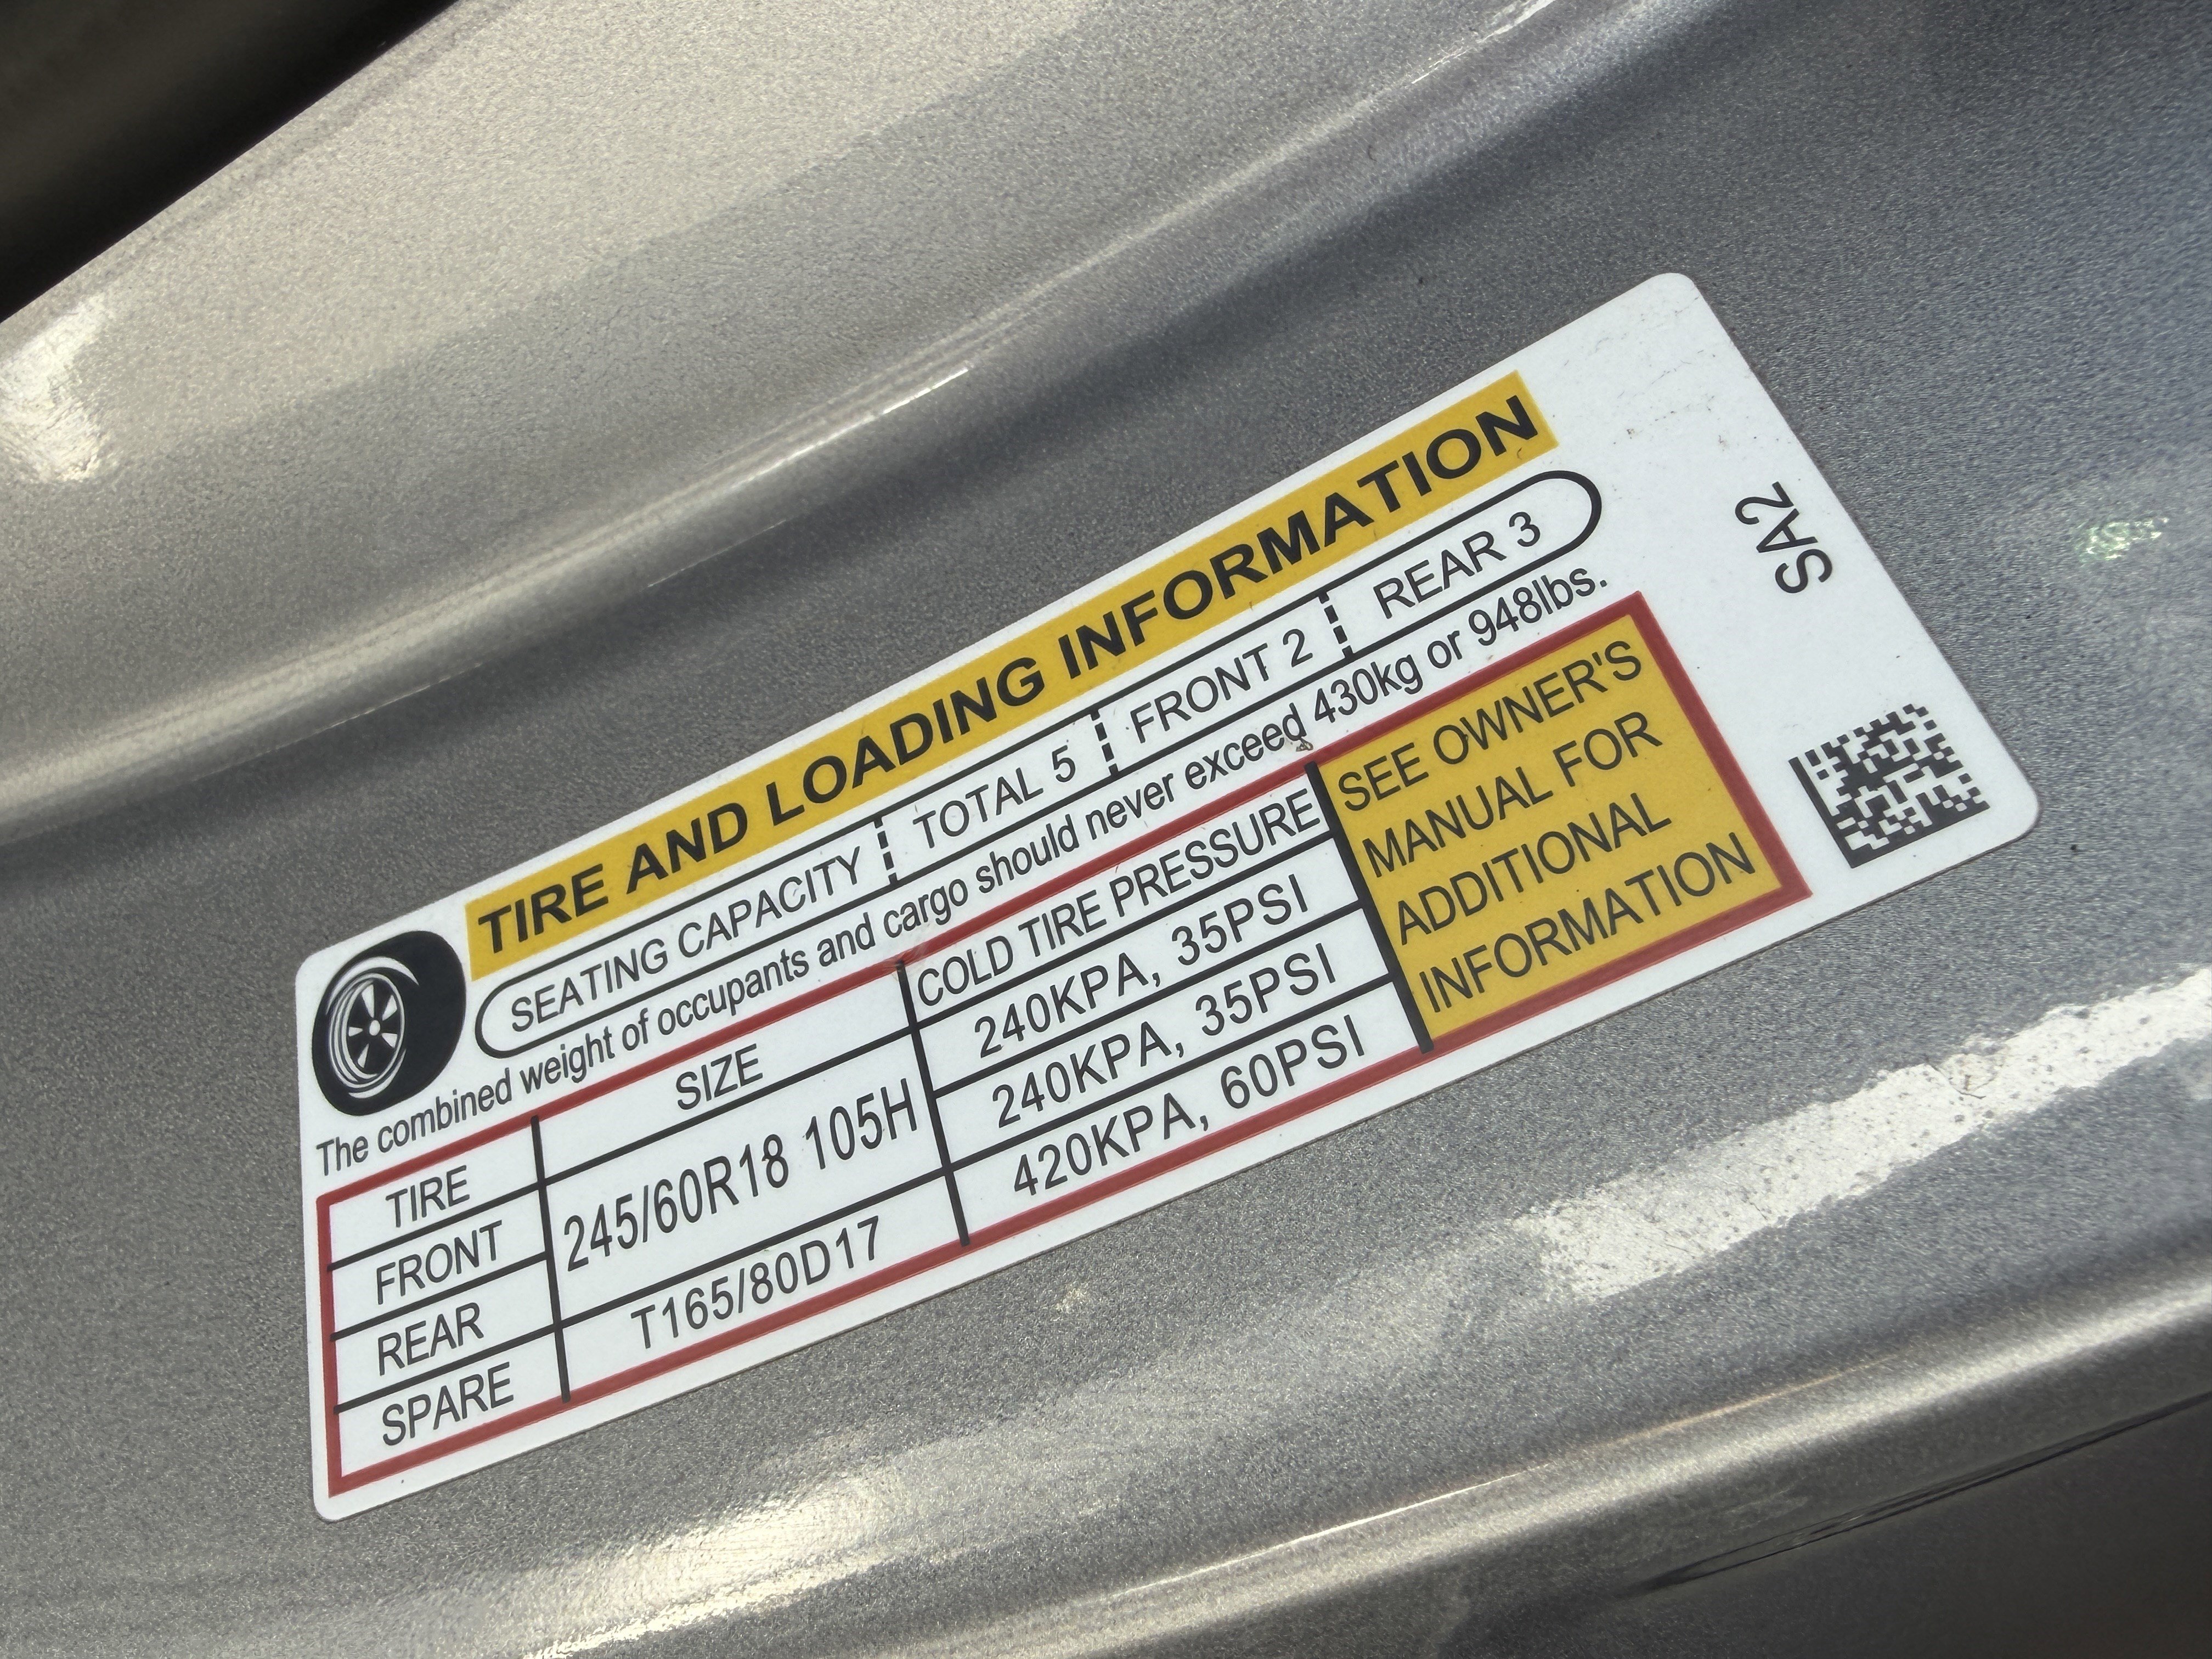 TIRE AND LOADING INFORMATION
SEATING CAPACITY TOTAL 5 FRONT 2 REAR 3
The combined weight of occupants and cargo should never exceed 430kg or 948lbs.
TIRE SIZE COLD TIRE PRESSURE
FRONT 245/60R18 105H 240KPA, 35PSI
REAR 240KPA, 35PSI
SPARE T165/80D17 420KPA, 60PSI
SEE OWNER'S
MANUAL FOR
ADDITIONAL
INFORMATION
SA2